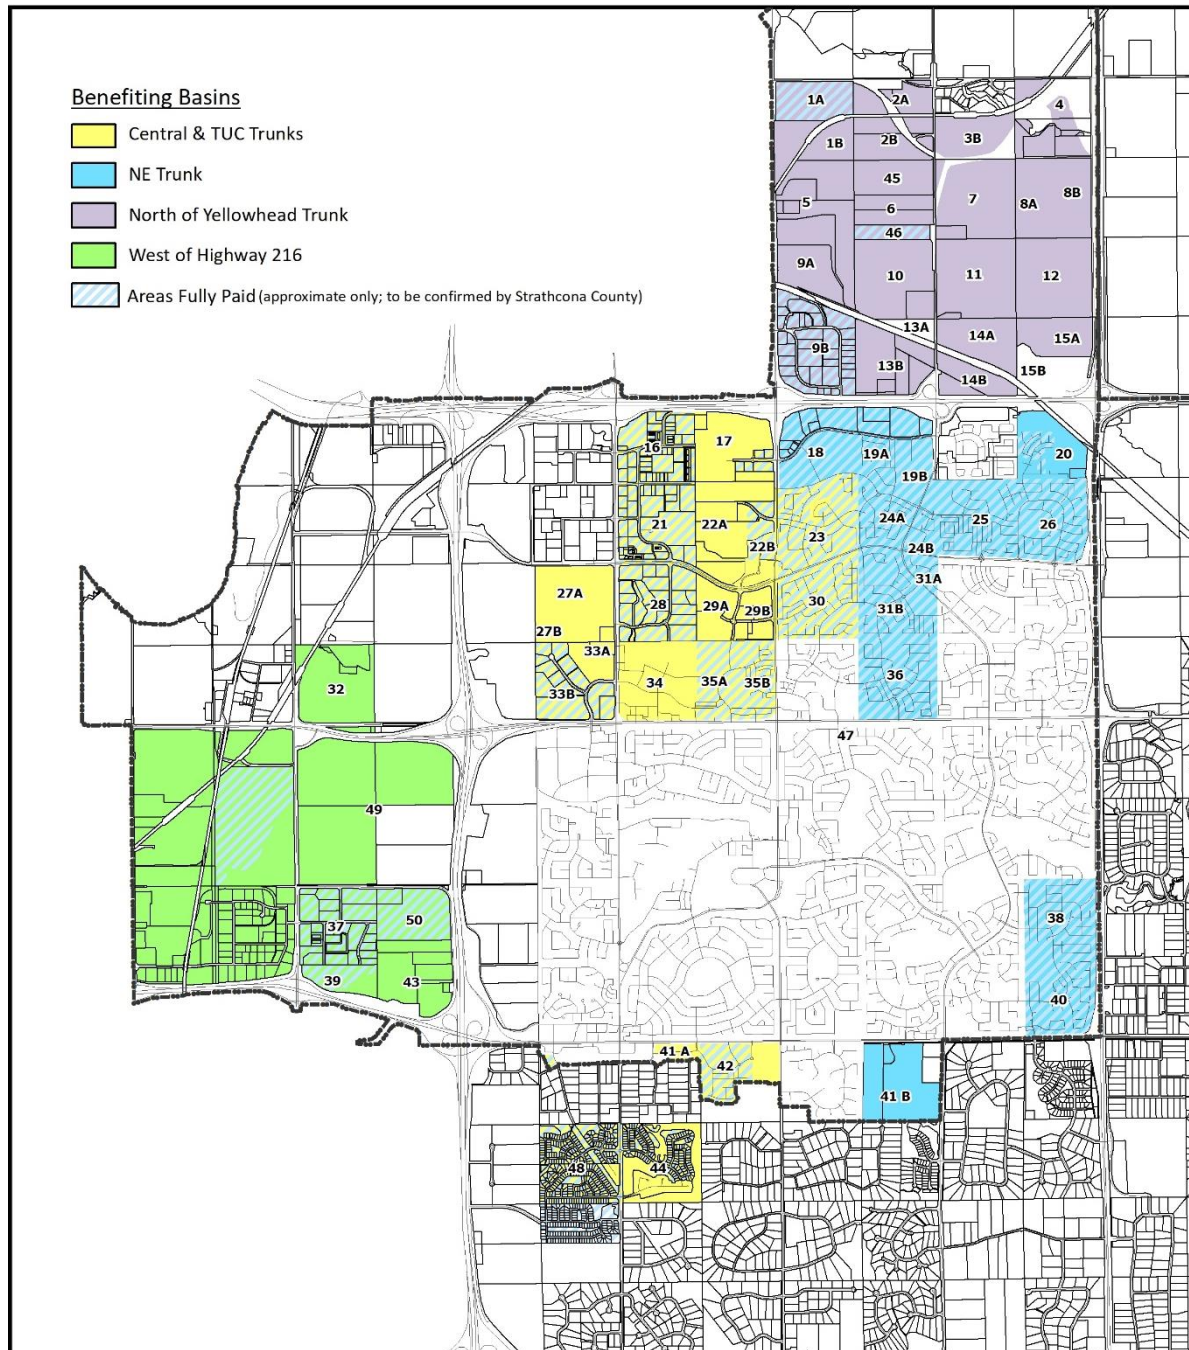 Benefiting Basins
Central & TUC Trunks
NE Trunk
North of Yellowhead Trunk
West of Highway 216
Areas Fully Paid (approximate only; to be confirmed by Strathcona County)
1A
2A
4
1B
2B
3B
45
5
6
7
8A
8B
46
9A
10
11
12
13A
14A
15A
9B
13B
14B
15B
16
17
18
19A
20
19B
21
22A
22B
23
24A
24B
25
26
27A
27B
28
29A
29B
30
31A
31B
32
33A
33B
34
35A
35B
36
47
49
37
50
38
39
43
40
41 A
42
41 B
48
44